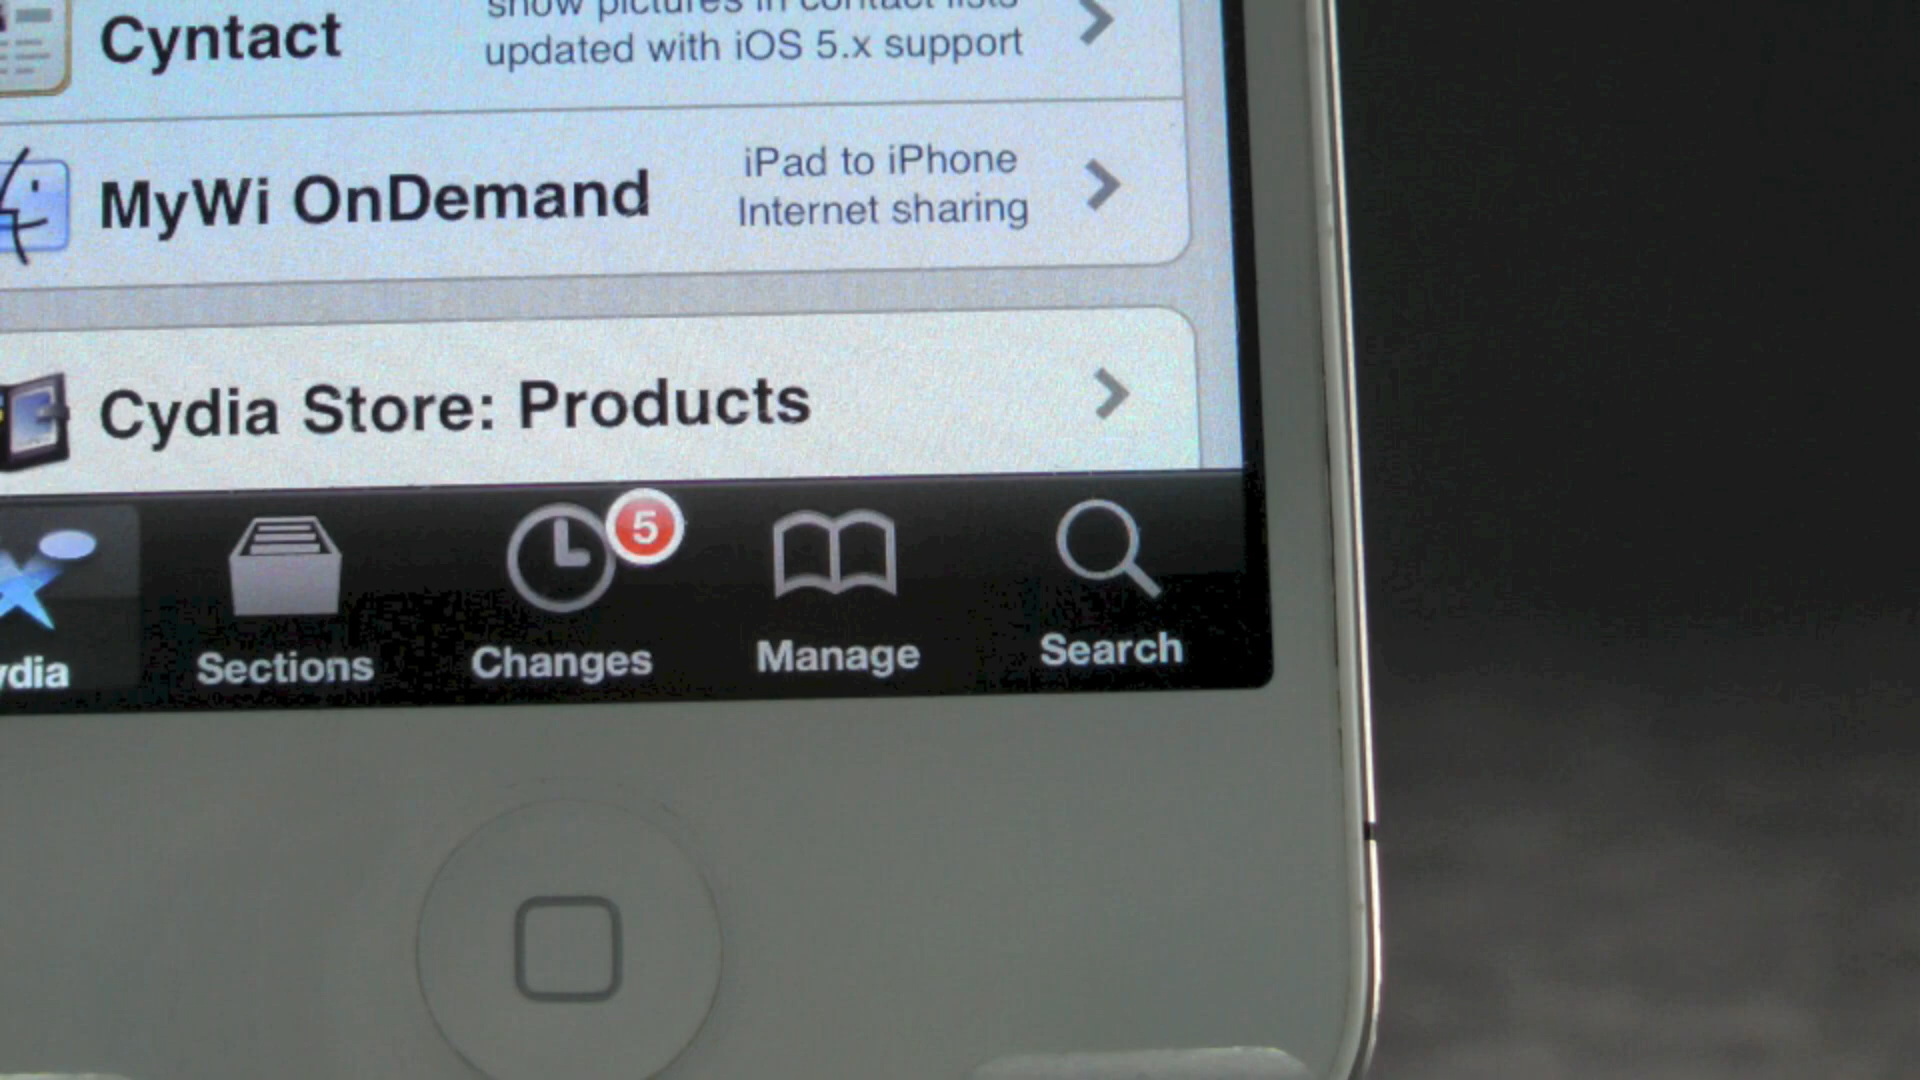 show pictures in contact lists
Cyntact
updated with iOS 5.x support
MyWi OnDemand
iPad to iPhone
Internet sharing
Cydia Store: Products
5
ydia
Sections
Changes
Manage
Search